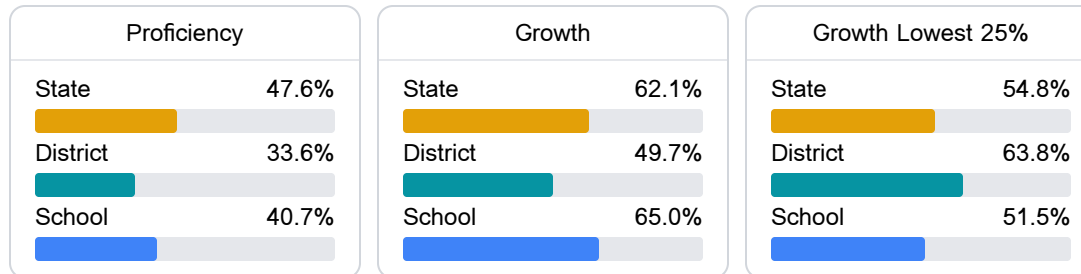 Proficiency
State 47.6%
District 33.6%
School 40.7%
Growth
State 62.1%
District 49.7%
School 65.0%
Growth Lowest 25%
State 54.8%
District 63.8%
School 51.5%